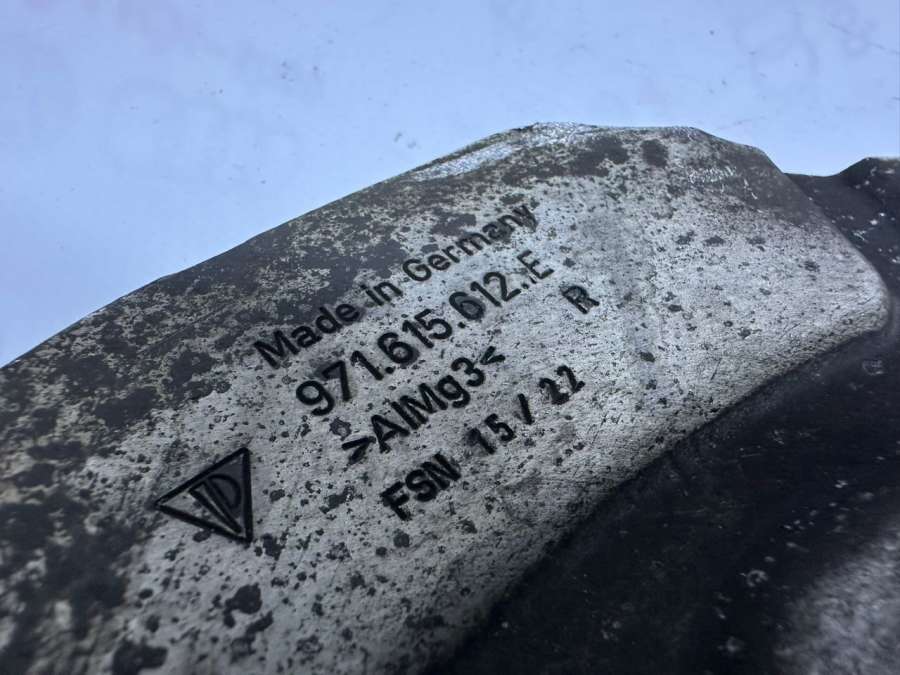 Made in Germany
971.615.612.E
R
>AlMg3<
FSN 15/22